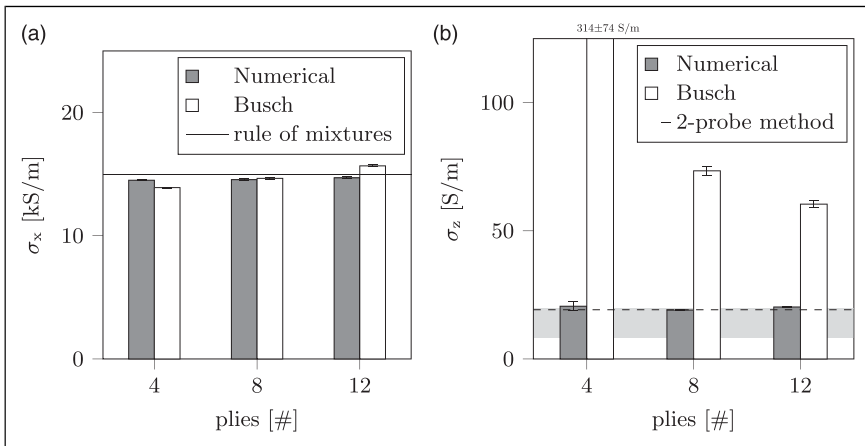 (a)
Numerical
Busch
rule of mixtures
20
10
0
4
8
12
σx [kS/m]
plies [#]
(b)
314±74 S/m
Numerical
Busch
2-probe method
100
50
0
4
8
12
σz [S/m]
plies [#]